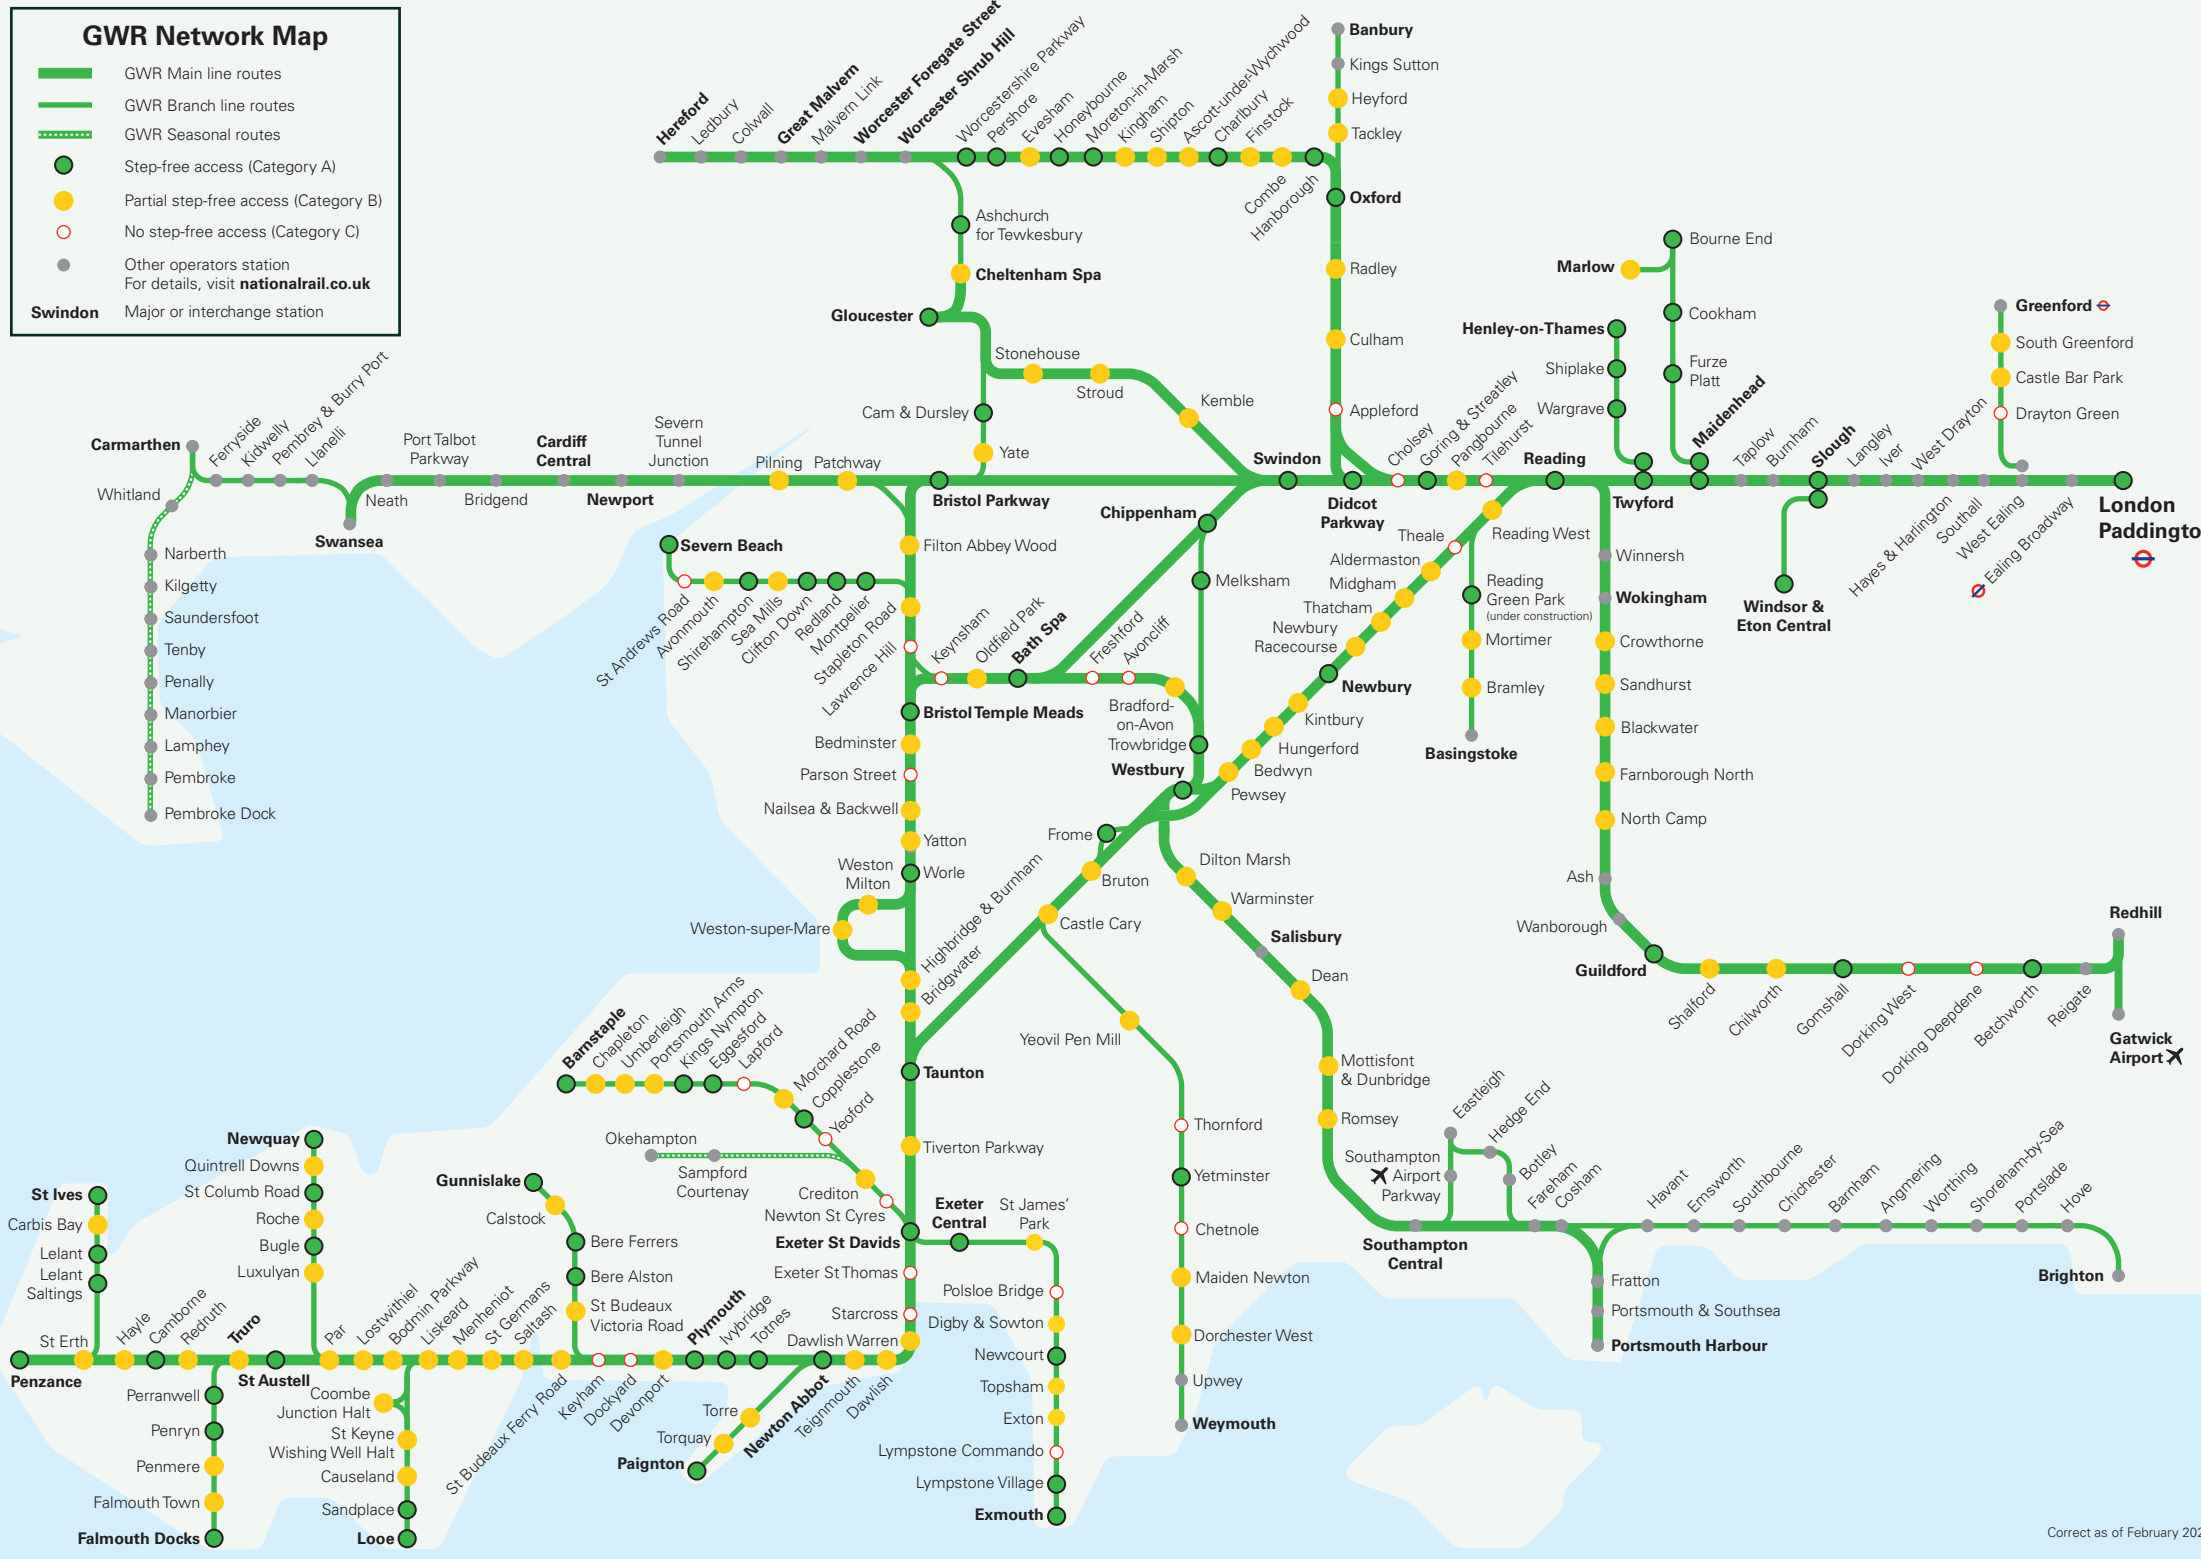 GWR Network Map
GWR Main line routes
GWR Branch line routes
GWR Seasonal routes
Step-free access (Category A)
Partial step-free access (Category B)
No step-free access (Category C)
Other operators station
For details, visit nationalrail.co.uk
Swindon
Major or interchange station
Hereford
Ledbury
Colwall
Great Malvern
Malvern Link
Worcester Foregate Street
Worcester Shrub Hill
Worcestershire Parkway
Pershore
Evesham
Honeybourne
Moreton-in-Marsh
Kingham
Shipton
Ascott-under-Wychwood
Charlbury
Finstock
Combe
Hanborough
Banbury
Kings Sutton
Heyford
Tackley
Oxford
Radley
Culham
Appleford
Ashchurch
for Tewkesbury
Cheltenham Spa
Gloucester
Stonehouse
Stroud
Kemble
Cam & Dursley
Yate
Bourne End
Marlow
Cookham
Furze
Platt
Maidenhead
Henley-on-Thames
Shiplake
Wargrave
Greenford
South Greenford
Castle Bar Park
Drayton Green
Carmarthen
Ferryside
Kidwelly
Pembrey & Burry Port
Llanelli
Whitland
Swansea
Neath
Port Talbot
Parkway
Bridgend
Cardiff
Central
Newport
Severn
Tunnel
Junction
Pilning
Patchway
Bristol Parkway
Swindon
Didcot
Parkway
Cholsey
Goring & Streatley
Pangbourne
Tilehurst
Reading
Twyford
Taplow
Burnham
Slough
Langley
Iver
West Drayton
Hayes & Harlington
Southall
West Ealing
Ealing Broadway
London
Paddingto
Windsor &
Eton Central
Narberth
Kilgetty
Saundersfoot
Tenby
Penally
Manorbier
Lamphey
Pembroke
Pembroke Dock
Severn Beach
St Andrews Road
Avonmouth
Shirehampton
Sea Mills
Clifton Down
Redland
Montpelier
Stapleton Road
Lawrence Hill
Filton Abbey Wood
Keynsham
Oldfield Park
Bath Spa
Freshford
Avoncliff
Bradford-
on-Avon
Trowbridge
Westbury
Chippenham
Melksham
Theale
Aldermaston
Midgham
Thatcham
Newbury
Racecourse
Newbury
Kintbury
Hungerford
Bedwyn
Pewsey
Reading West
Reading
Green Park
(under construction)
Mortimer
Bramley
Basingstoke
Winnersh
Wokingham
Crowthorne
Sandhurst
Blackwater
Farnborough North
North Camp
Ash
Wanborough
Guildford
Shalford
Chilworth
Gomshall
Dorking West
Dorking Deepdene
Betchworth
Reigate
Redhill
Gatwick
Airport
Bristol Temple Meads
Bedminster
Parson Street
Nailsea & Backwell
Yatton
Worle
Weston
Milton
Weston-super-Mare
Highbridge & Burnham
Bridgwater
Taunton
Tiverton Parkway
Frome
Bruton
Castle Cary
Yeovil Pen Mill
Thornford
Yetminster
Chetnole
Maiden Newton
Dorchester West
Upwey
Weymouth
Dilton Marsh
Warminster
Salisbury
Dean
Mottisfont
& Dunbridge
Romsey
Southampton
Central
Southampton
Airport
Parkway
Eastleigh
Hedge End
Botley
Fareham
Cosham
Havant
Emsworth
Southbourne
Chichester
Barnham
Angmering
Worthing
Shoreham-by-Sea
Portslade
Hove
Brighton
Fratton
Portsmouth & Southsea
Portsmouth Harbour
Barnstaple
Chapleton
Umberleigh
Portsmouth Arms
Kings Nympton
Eggesford
Lapford
Morchard Road
Copplestone
Yeoford
Okehampton
Sampford
Courtenay
Crediton
Newton St Cyres
Exeter St Davids
Exeter
Central
St James'
Park
Exeter St Thomas
Starcross
Dawlish Warren
Polsloe Bridge
Digby & Sowton
Newcourt
Topsham
Exton
Lympstone Commando
Lympstone Village
Exmouth
Dawlish
Teignmouth
Newton Abbot
Torre
Torquay
Paignton
Totnes
Ivybridge
Plymouth
Devonport
Dockyard
Keyham
St Budeaux Ferry Road
Gunnislake
Calstock
Bere Ferrers
Bere Alston
St Budeaux
Victoria Road
Saltash
St Germans
Menheniot
Liskeard
Bodmin Parkway
Lostwithiel
Par
Coombe
Junction Halt
St Keyne
Wishing Well Halt
Causeland
Sandplace
Looe
Newquay
Quintrell Downs
St Columb Road
Roche
Bugle
Luxulyan
St Austell
Truro
Perranwell
Penryn
Penmere
Falmouth Town
Falmouth Docks
Redruth
Camborne
Hayle
St Erth
St Ives
Carbis Bay
Lelant
Lelant
Saltings
Penzance
Correct as of February 202